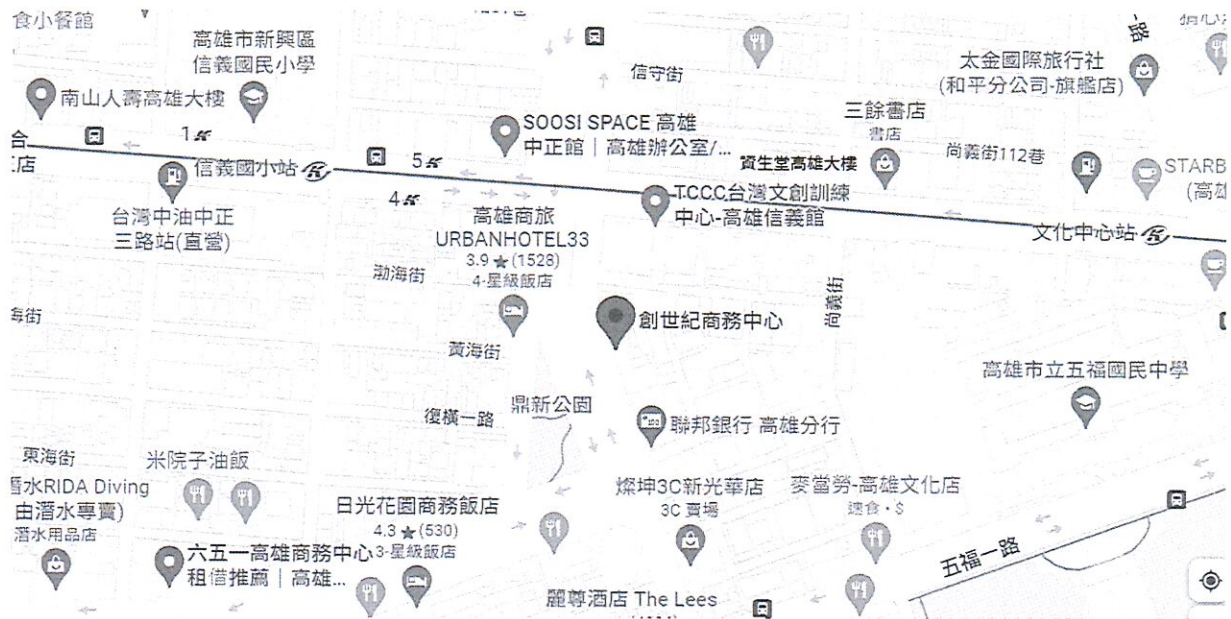 食小餐館
高雄市新興區
信義國民小學
南山人壽高雄大樓
信守街
一路
太金國際旅行社
(和平分公司-旗艦店)
三餘書店
書店
SOOSI SPACE 高雄
中正館｜高雄辦公室/...
資生堂高雄大樓
尚義街112巷
STARB
(高雄
合
店
1
5
4
信義國小站
台灣中油中正
三路站(直營)
TCCC台灣文創訓練
中心-高雄信義館
文化中心站
高雄商旅
URBANHOTEL33
3.9 ★ (1528)
4-星級飯店
渤海街
尚義街
海街
創世紀商務中心
黃海街
高雄市立五福國民中學
鼎新公園
復橫一路
聯邦銀行 高雄分行
東海街
米院子油飯
潛水RIDA Diving
由潛水專賣)
潛水用品店
日光花園商務飯店
4.3 ★ (530)
3-星級飯店
燦坤3C新光華店
3C 賣場
麥當勞-高雄文化店
速食・$
六五一高雄商務中心
租借推薦｜高雄...
五福一路
麗尊酒店 The Lees